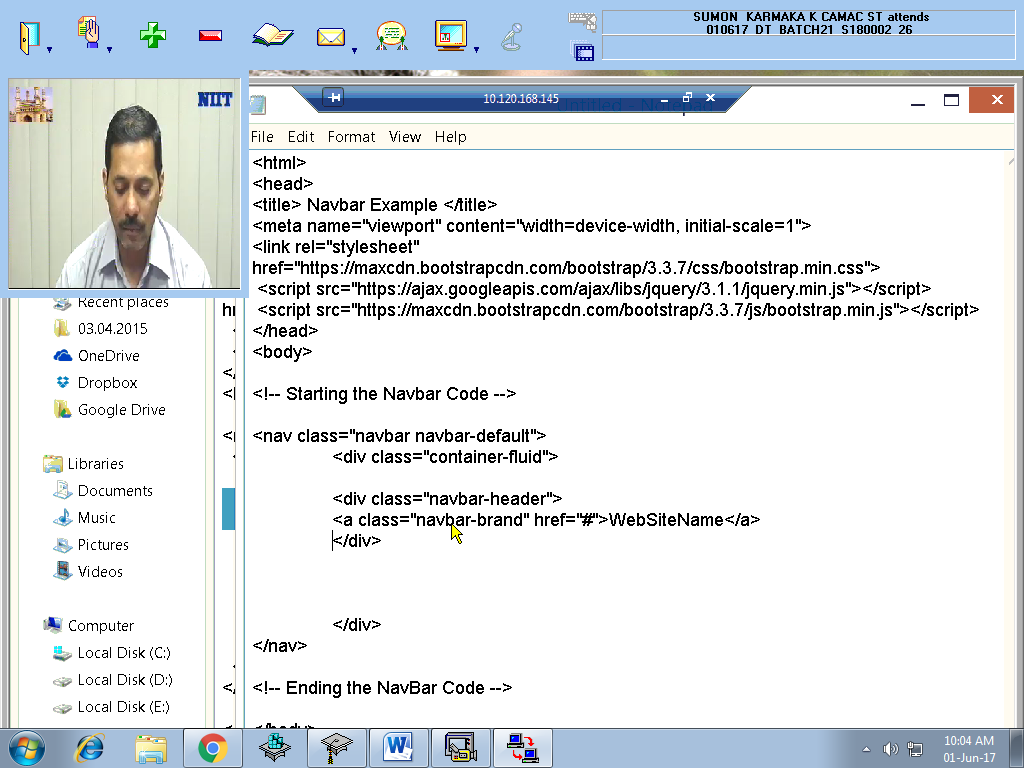 SUMON KARMAKA K CAMAC ST attends
010617 DT BATCH21 S180002 26
NIIT
10.120.168.145
Untitled - Notepad
File Edit Format View Help
<html>
<head>
<title> Navbar Example </title>
<meta name="viewport" content="width=device-width, initial-scale=1">
<link rel="stylesheet"
href="https://maxcdn.bootstrapcdn.com/bootstrap/3.3.7/css/bootstrap.min.css">
<script src="https://ajax.googleapis.com/ajax/libs/jquery/3.1.1/jquery.min.js"></script>
<script src="https://maxcdn.bootstrapcdn.com/bootstrap/3.3.7/js/bootstrap.min.js"></script>
</head>
<body>
<!-- Starting the Navbar Code -->
<nav class="navbar navbar-default">
<div class="container-fluid">
<div class="navbar-header">
<a class="navbar-brand" href="#">WebSiteName</a>
</div>
</div>
</nav>
<!-- Ending the NavBar Code -->
</body>
Recent places
03.04.2015
OneDrive
Dropbox
Google Drive
Libraries
Documents
Music
Pictures
Videos
Computer
Local Disk (C:)
Local Disk (D:)
Local Disk (E:)
10:04 AM
01-Jun-17